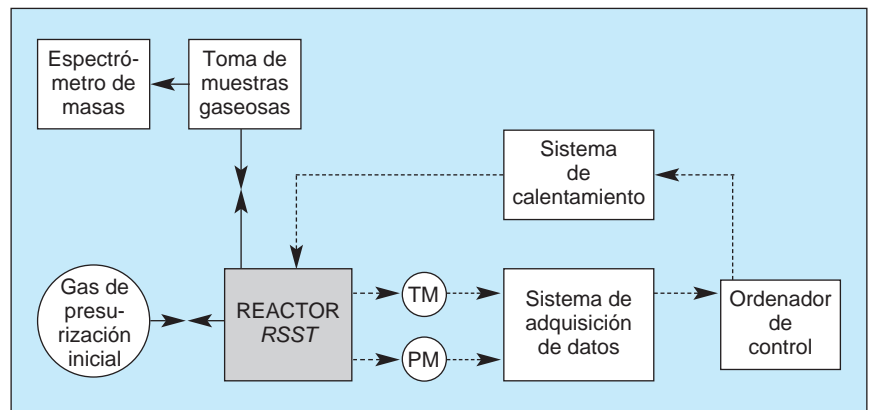 Espectró-
metro de
masas
Toma de
muestras
gaseosas
Sistema
de
calentamiento
Gas de
presu-
rización
inicial
REACTOR
RSST
TM
PM
Sistema de
adquisición
de datos
Ordenador
de
control